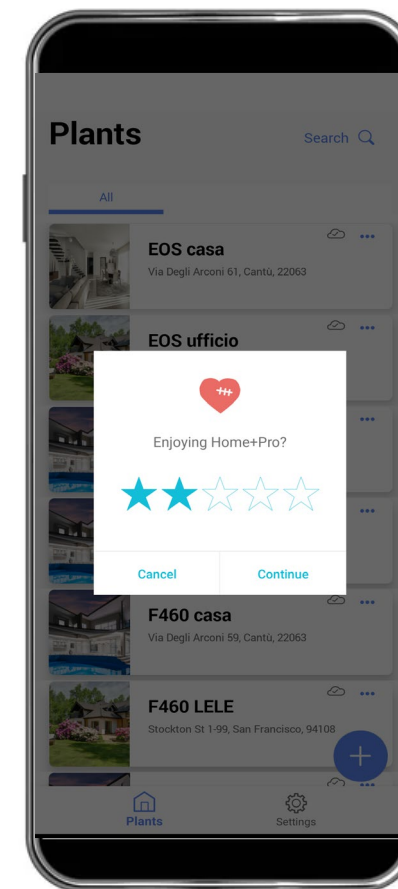 Plants
Search
All
EOS casa
Via Degli Arconi 61, Cantù, 22063
EOS ufficio
Enjoying Home+Pro?
Cancel
Continue
F460 casa
Via Degli Arconi 59, Cantù, 22063
F460 LELE
Stockton St 1-99, San Francisco, 94108
Plants
Settings